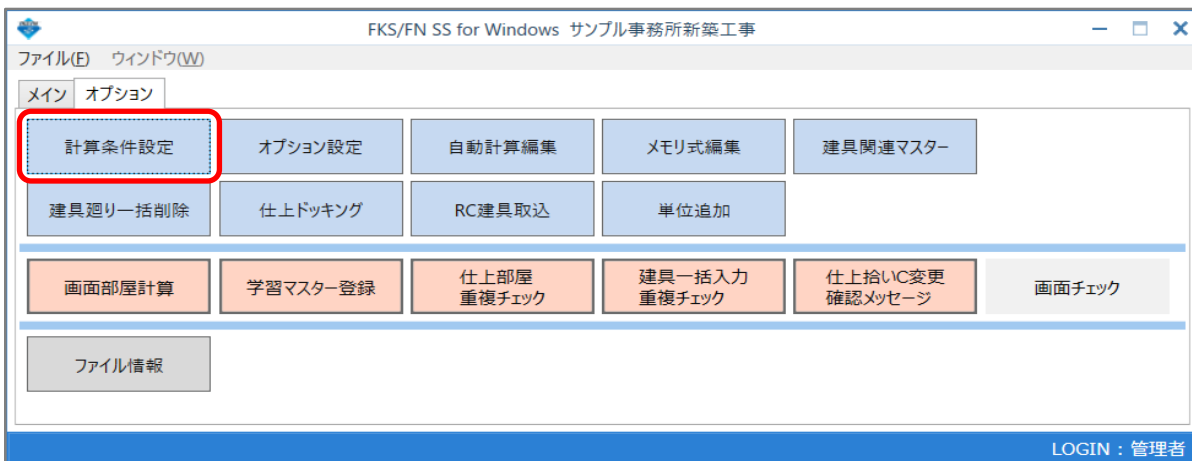 FKS/FN SS for Windows サンプル事務所新築工事
ファイル(F) ウィンドウ(W)
メイン オプション
計算条件設定 オプション設定 自動計算編集 メモリ式編集 建具関連マスター
建具廻り一括削除 仕上ドッキング RC建具取込 単位追加
画面部屋計算 学習マスター登録 仕上部屋 重複チェック 建具一括入力 重複チェック 仕上拾いC変更 確認メッセージ 画面チェック
ファイル情報
LOGIN : 管理者